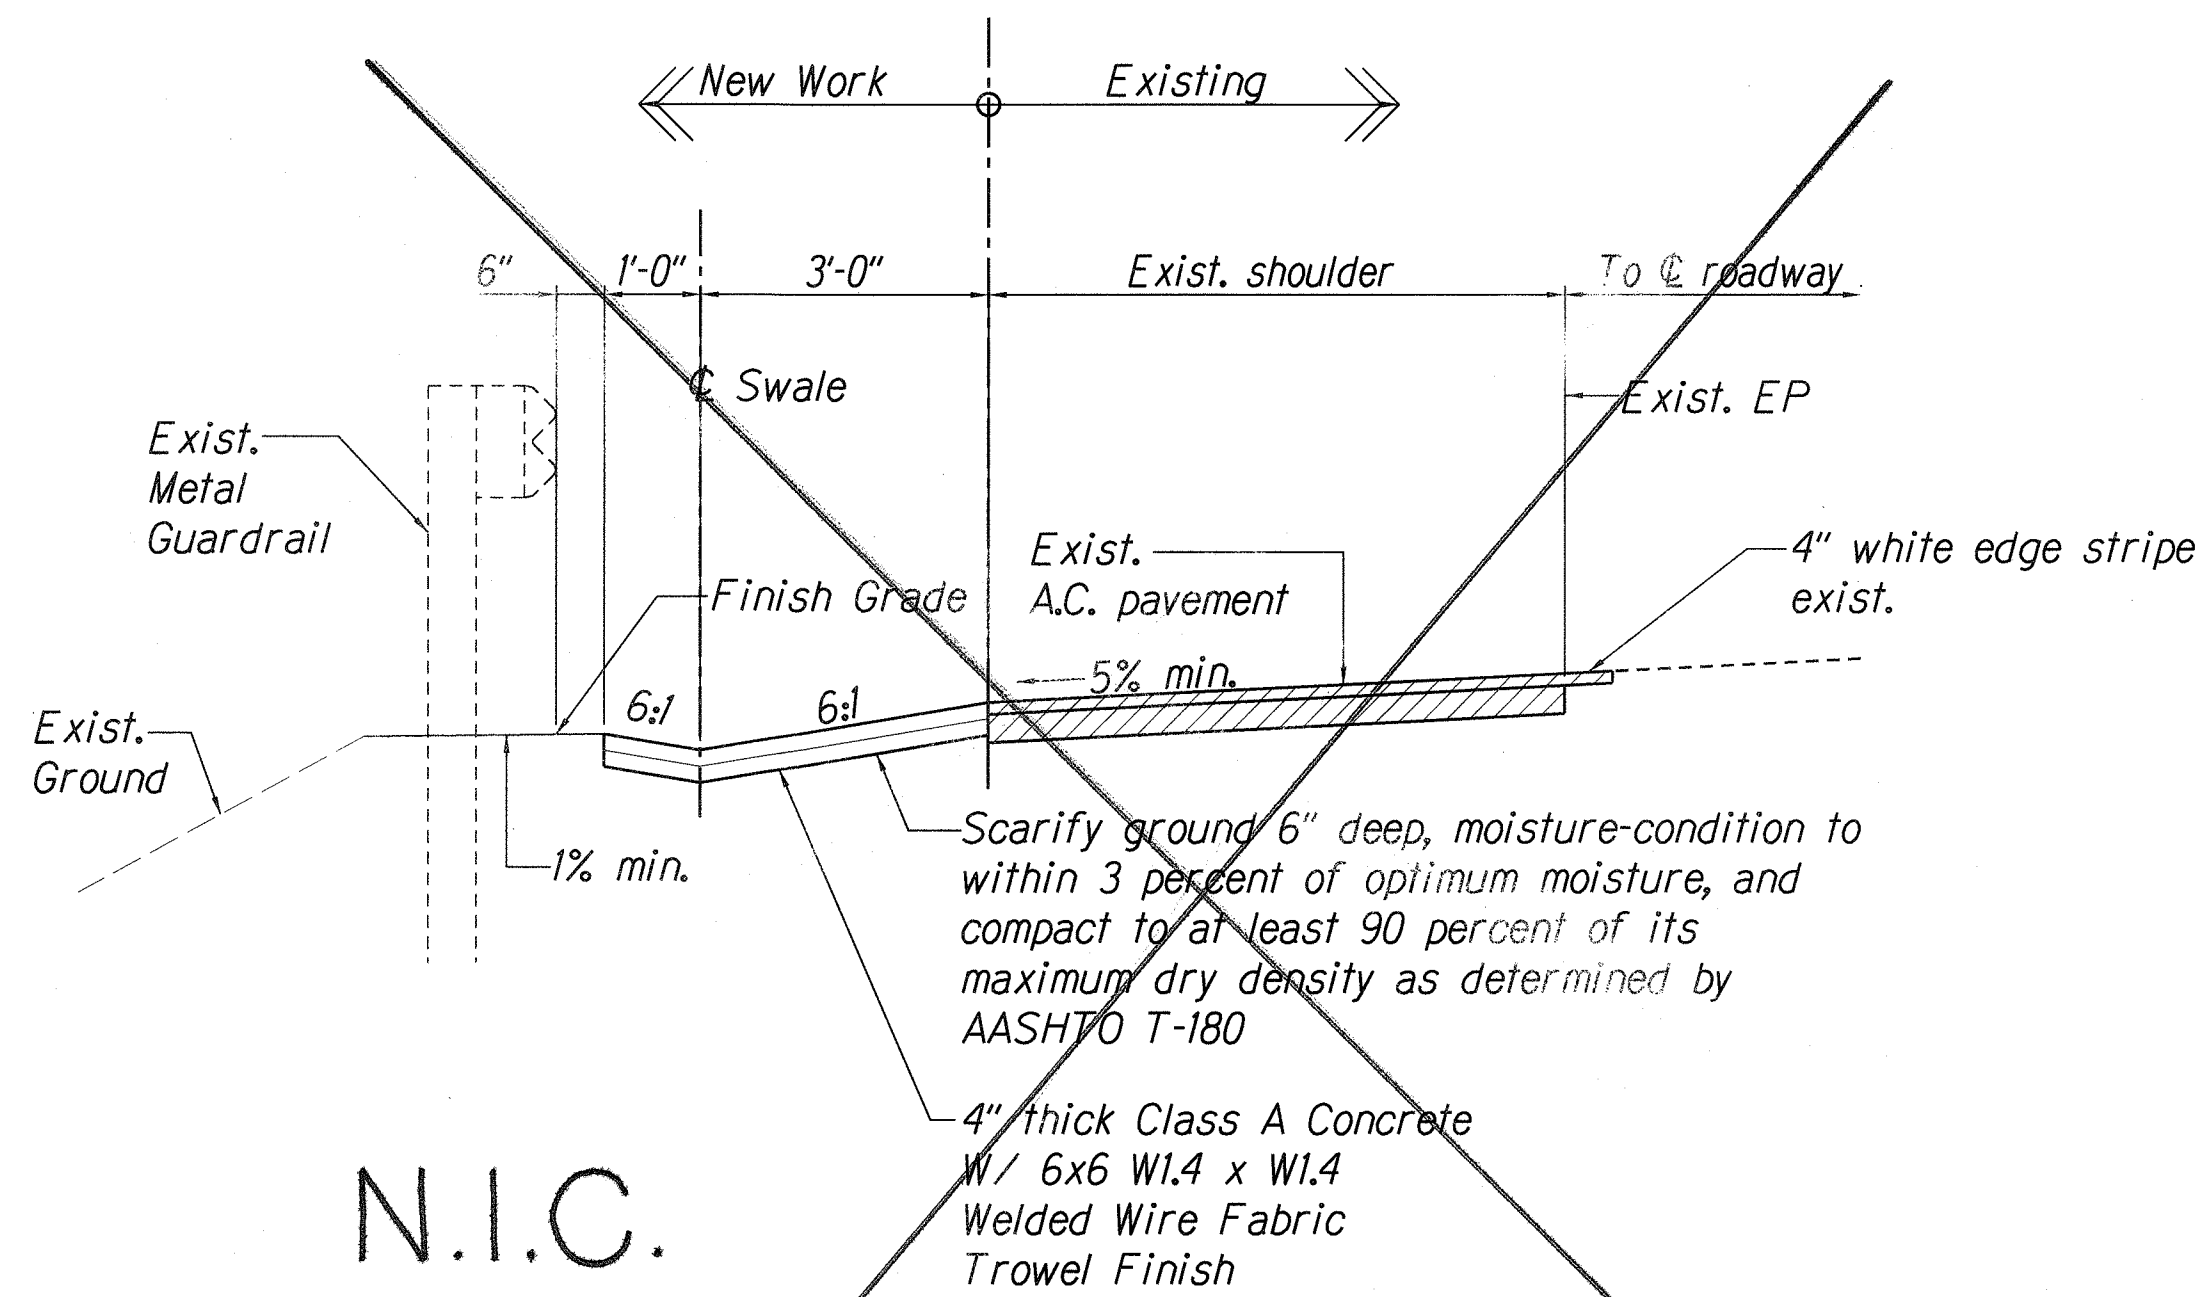 New Work
Existing
6"
1'-0"
3'-0"
Exist. shoulder
To ℄ roadway
℄ Swale
Exist. EP
Exist.
Metal
Guardrail
Exist.
A.C. pavement
4" white edge stripe
exist.
Finish Grade
5% min.
6:1
6:1
Exist.
Ground
1% min.
Scarify ground 6" deep, moisture-condition to
within 3 percent of optimum moisture, and
compact to at least 90 percent of its
maximum dry density as determined by
AASHTO T-180
4" thick Class A Concrete
W/ 6x6 W1.4 x W1.4
Welded Wire Fabric
Trowel Finish
N.I.C.